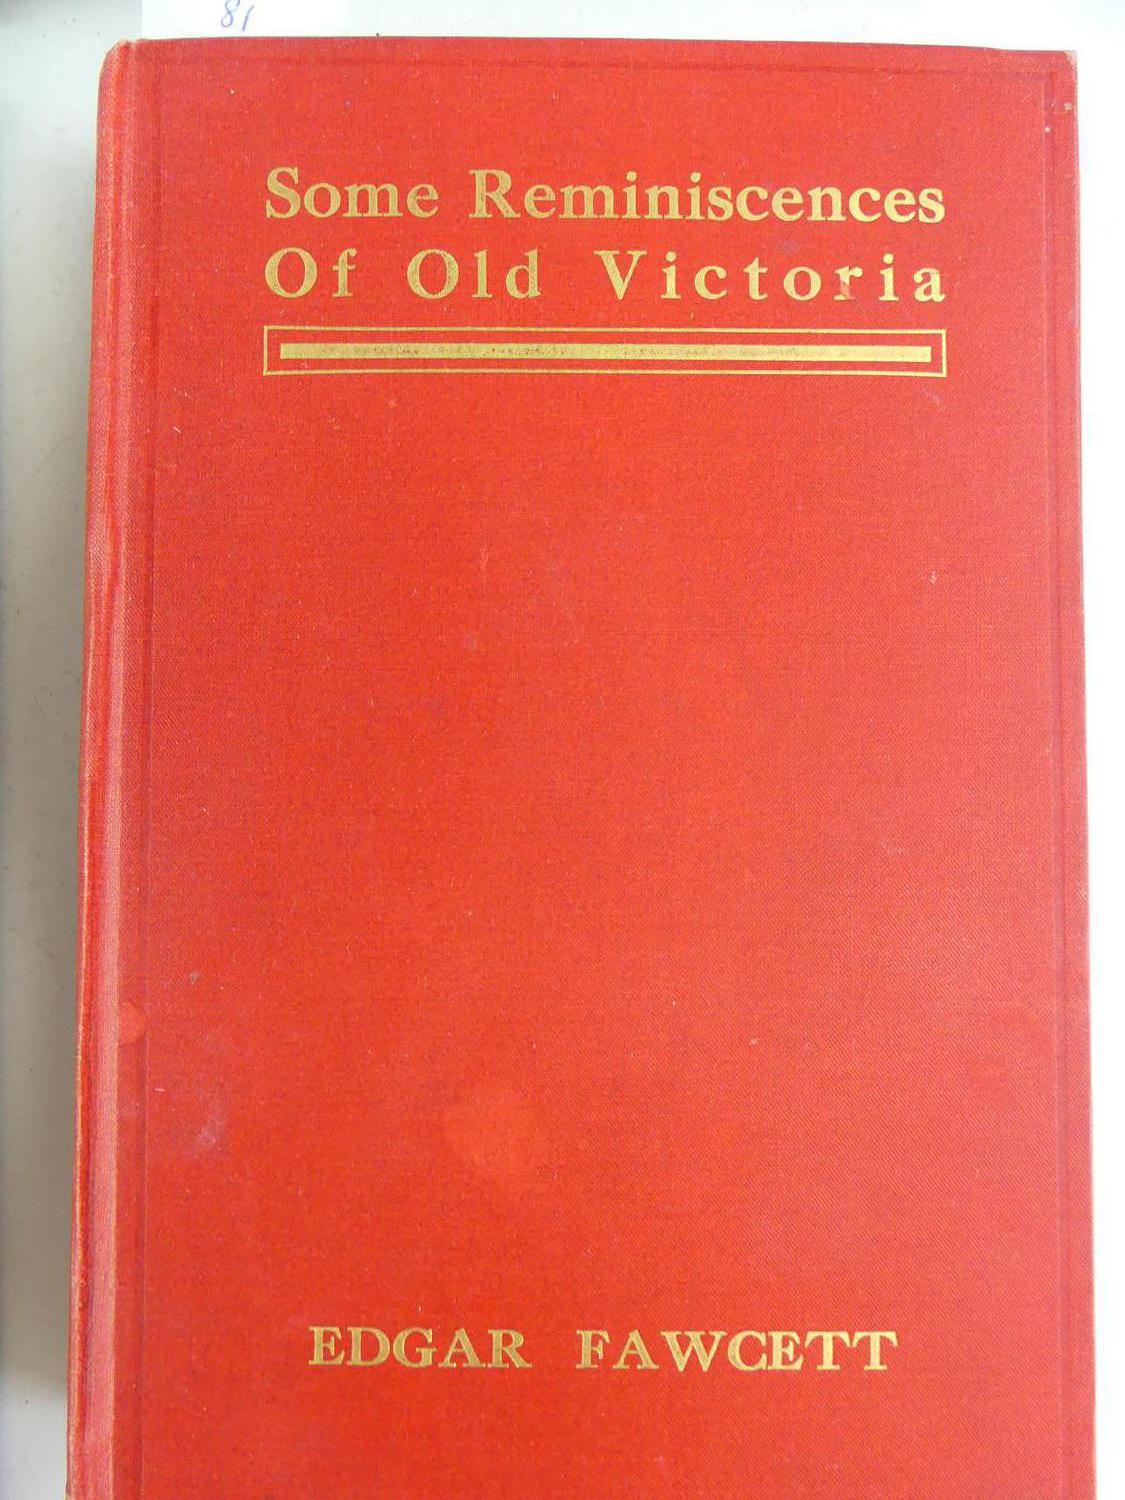 81
Some Reminiscences
Of Old Victoria
EDGAR FAWCETT